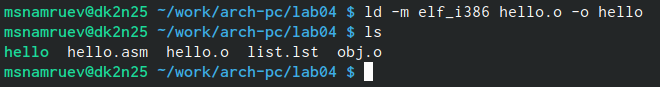 msnamruev@dk2n25 ~/work/arch-pc/lab04 $ ld -m elf_i386 hello.o -o hello
msnamruev@dk2n25 ~/work/arch-pc/lab04 $ ls
hello  hello.asm  hello.o  list.lst  obj.o
msnamruev@dk2n25 ~/work/arch-pc/lab04 $